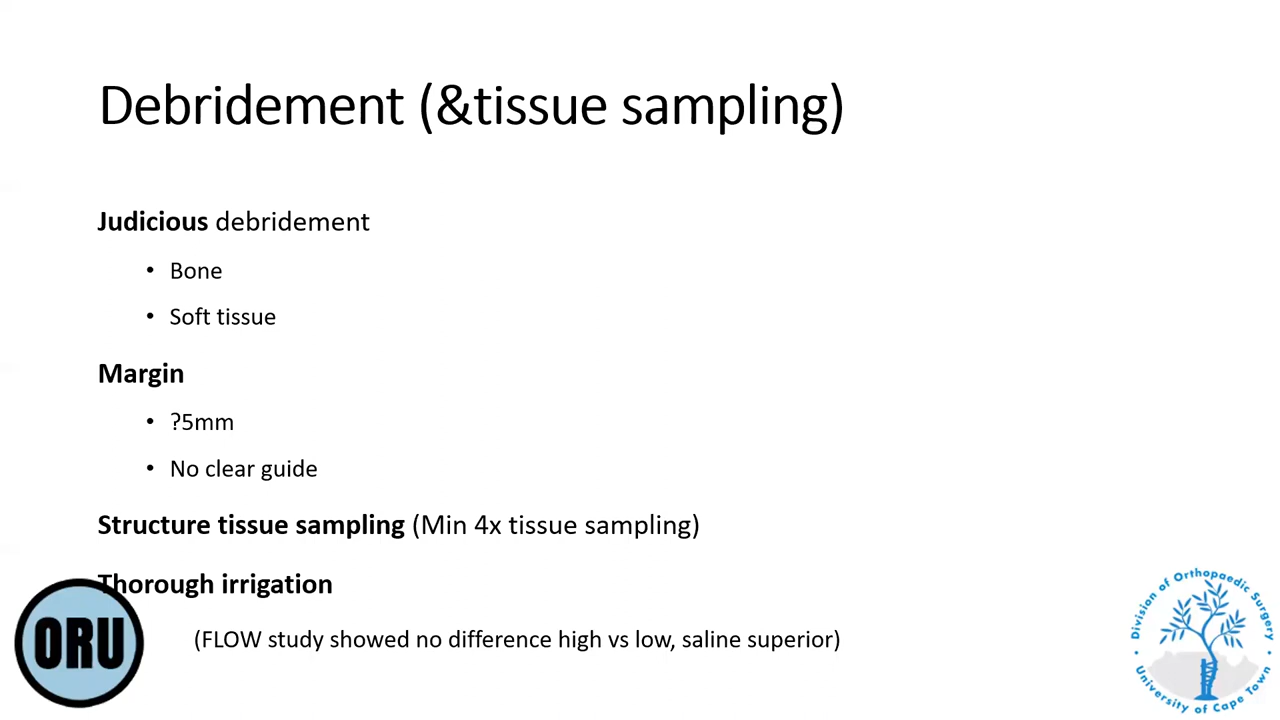 Debridement (&tissue sampling)
Judicious debridement
• Bone
• Soft tissue
Margin
• ?5mm
• No clear guide
Structure tissue sampling (Min 4x tissue sampling)
Thorough irrigation
(FLOW study showed no difference high vs low, saline superior)
ORU
Division of Orthopaedic Surgery
University of Cape Town